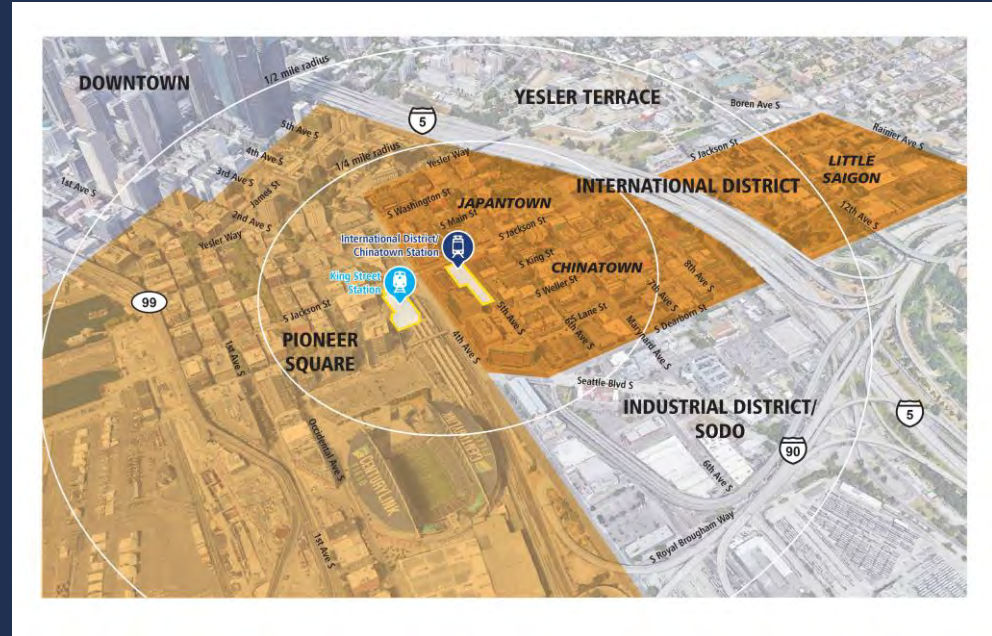 DOWNTOWN
1/2 mile radius
YESLER TERRACE
Boren Ave S
5
5th Ave S
Rainier Ave S
4th Ave S
1/4 mile radius
Yesler Way
S Jackson St
LITTLE
SAIGON
3rd Ave S
1st Ave S
James St
INTERNATIONAL DISTRICT
S Washington St
JAPANTOWN
2nd Ave S
S Main St
12th Ave S
Yesler Way
S Jackson St
International District/
Chinatown Station
S King St
King Street
Station
CHINATOWN
8th Ave S
S Weller St
7th Ave S
99
S Jackson St
5th Ave S
S Lane St
6th Ave S
Maynard Ave S
S Dearborn St
4th Ave S
PIONEER
SQUARE
1st Ave S
Seattle Blvd S
INDUSTRIAL DISTRICT/
SODO
5
90
Occidental Ave S
CENTURYLINK
6th Ave S
1st Ave S
S Royal Brougham Way